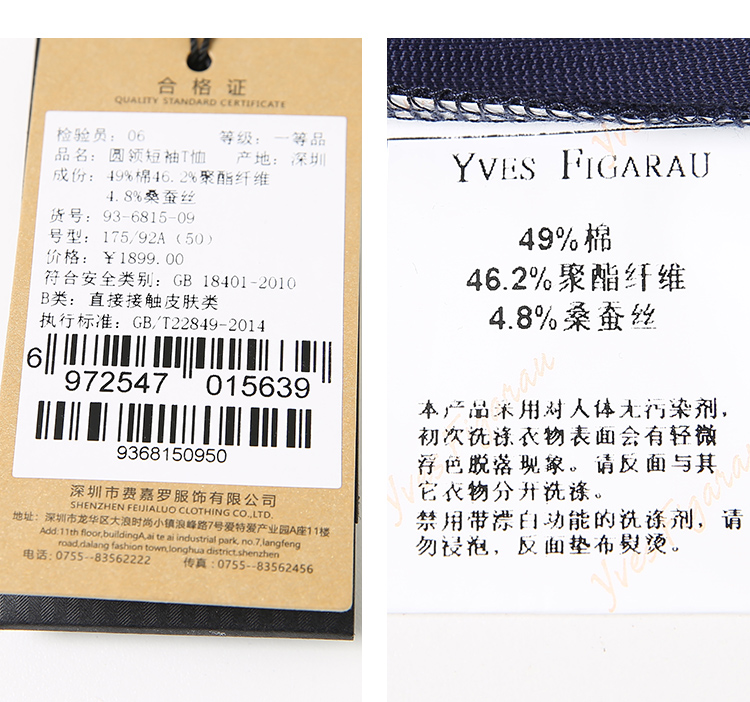 合格证
QUALITY STANDARD CERTIFICATE
检验员：06 等级：一等品
品名：圆领短袖T恤 产地：深圳
成份：49%棉46.2%聚酯纤维
4.8%桑蚕丝
货号：93-6815-09
号型：175/92A（50）
价格：￥1899.00
符合安全类别：GB 18401-2010
B类：直接接触皮肤类
执行标准：GB/T22849-2014
6 972547 015639
9368150950
深圳市费嘉罗服饰有限公司
SHENZHEN FEIJIALUO CLOTHING CO.,LTD
地址：深圳市龙华区大浪时尚小镇浪峰路7号爱特爱产业园A座11楼
Add:11th floor,buildingA,ai te ai industrial park, no.7,langfeng
road,dalang fashion town,longhua district.shenzhen
电话：0755--83562222 传真：0755--83562456
YVES FIGARAU
49%棉
46.2%聚酯纤维
4.8%桑蚕丝
本产品采用对人体无污染剂，
初次洗涤衣物表面会有轻微
浮色脱落现象。请反面与其
它衣物分开洗涤。
禁用带漂白功能的洗涤剂，请
勿浸泡，反面垫布熨烫。
Yves Figarau
Yves Figarau
Yves Figarau